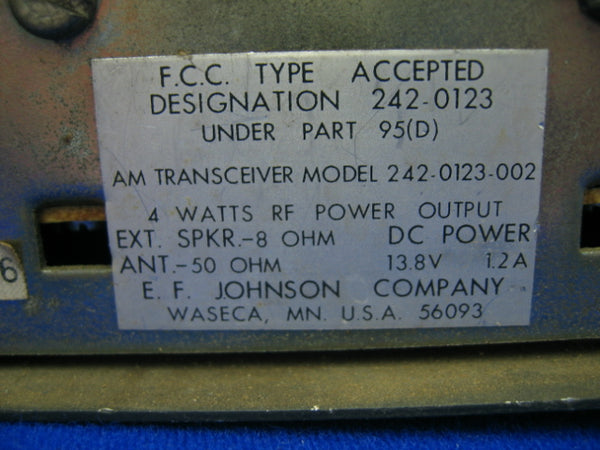 F.C.C. TYPE ACCEPTED
DESIGNATION 242-0123
UNDER PART 95(D)
AM TRANSCEIVER MODEL 242-0123-002
4 WATTS RF POWER OUTPUT
EXT. SPKR.-8 OHM DC POWER
ANT.-50 OHM 13.8V 1.2A
E. F. JOHNSON COMPANY
WASECA, MN. U.S.A. 56093
6